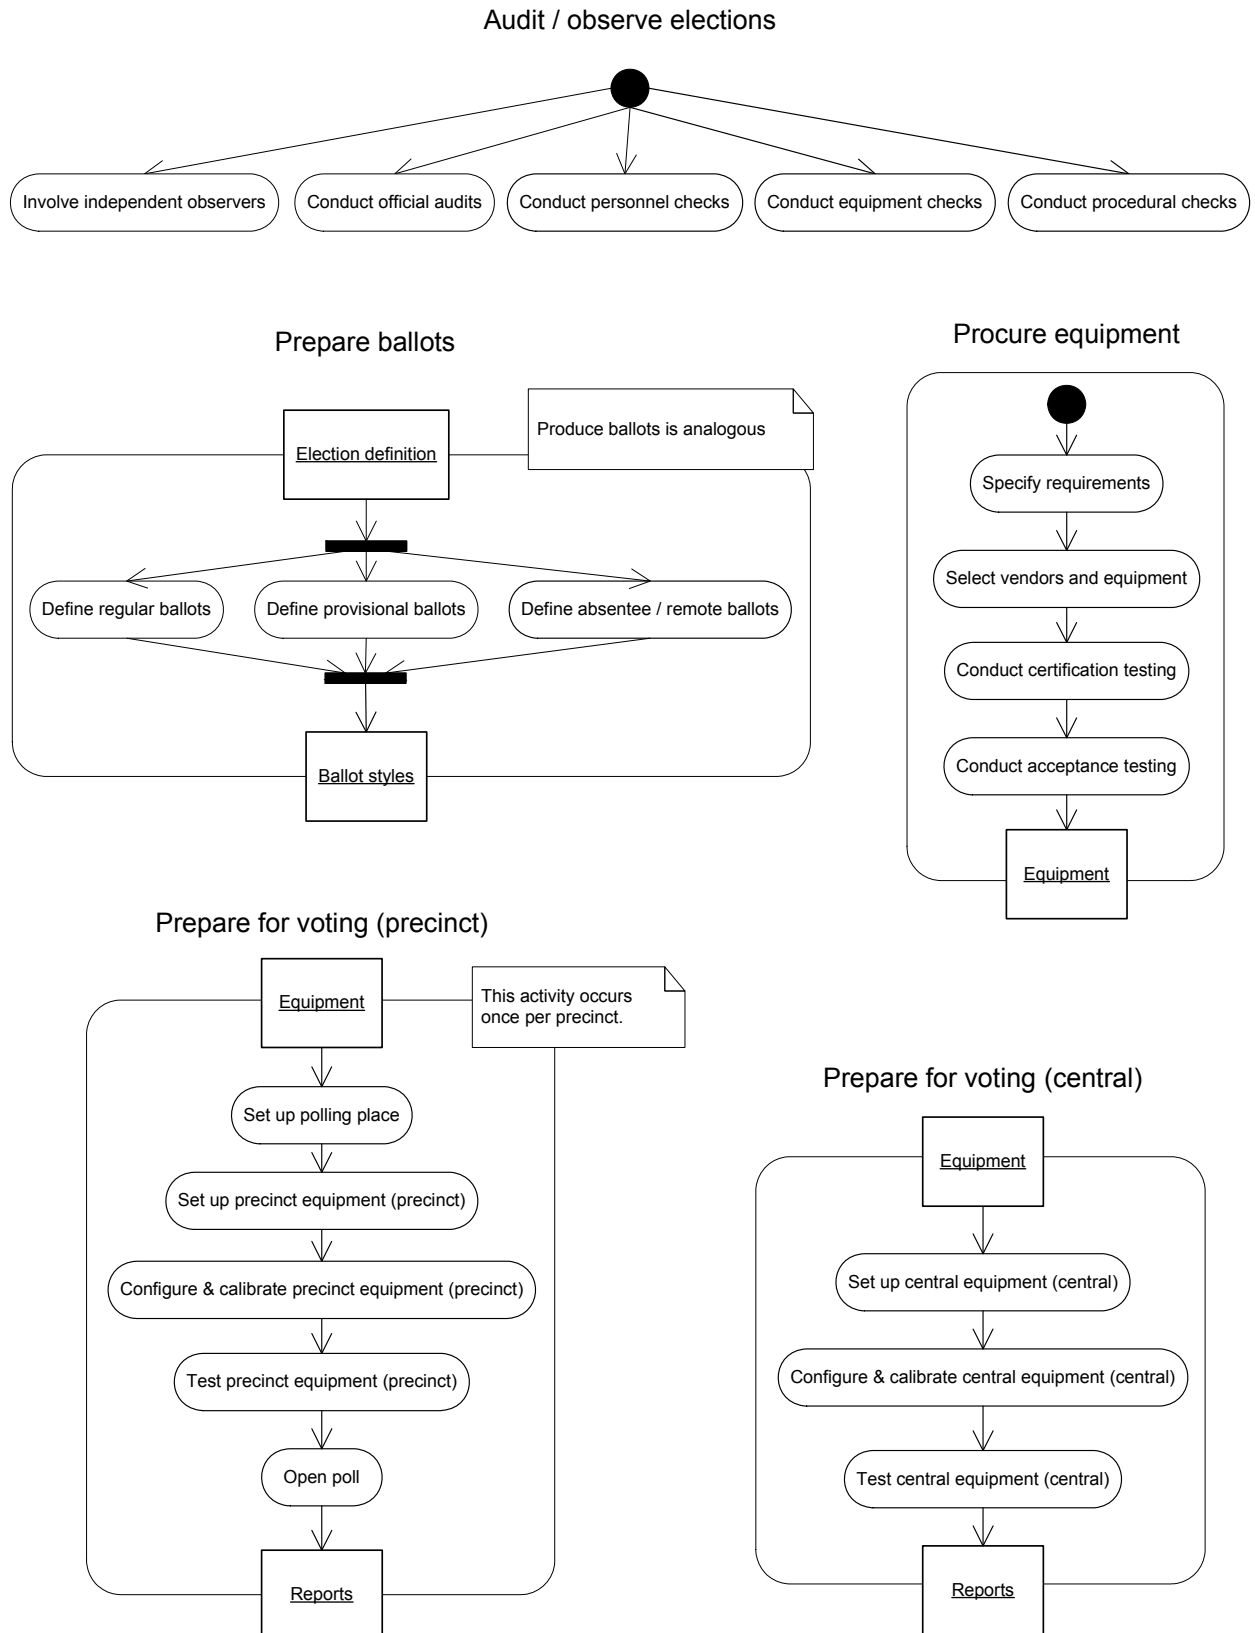 Audit / observe elections
Involve independent observers
Conduct official audits
Conduct personnel checks
Conduct equipment checks
Conduct procedural checks
Prepare ballots
Election definition
Produce ballots is analogous
Define regular ballots
Define provisional ballots
Define absentee / remote ballots
Ballot styles
Procure equipment
Specify requirements
Select vendors and equipment
Conduct certification testing
Conduct acceptance testing
Equipment
Prepare for voting (precinct)
Equipment
This activity occurs
once per precinct.
Set up polling place
Set up precinct equipment (precinct)
Configure & calibrate precinct equipment (precinct)
Test precinct equipment (precinct)
Open poll
Reports
Prepare for voting (central)
Equipment
Set up central equipment (central)
Configure & calibrate central equipment (central)
Test central equipment (central)
Reports